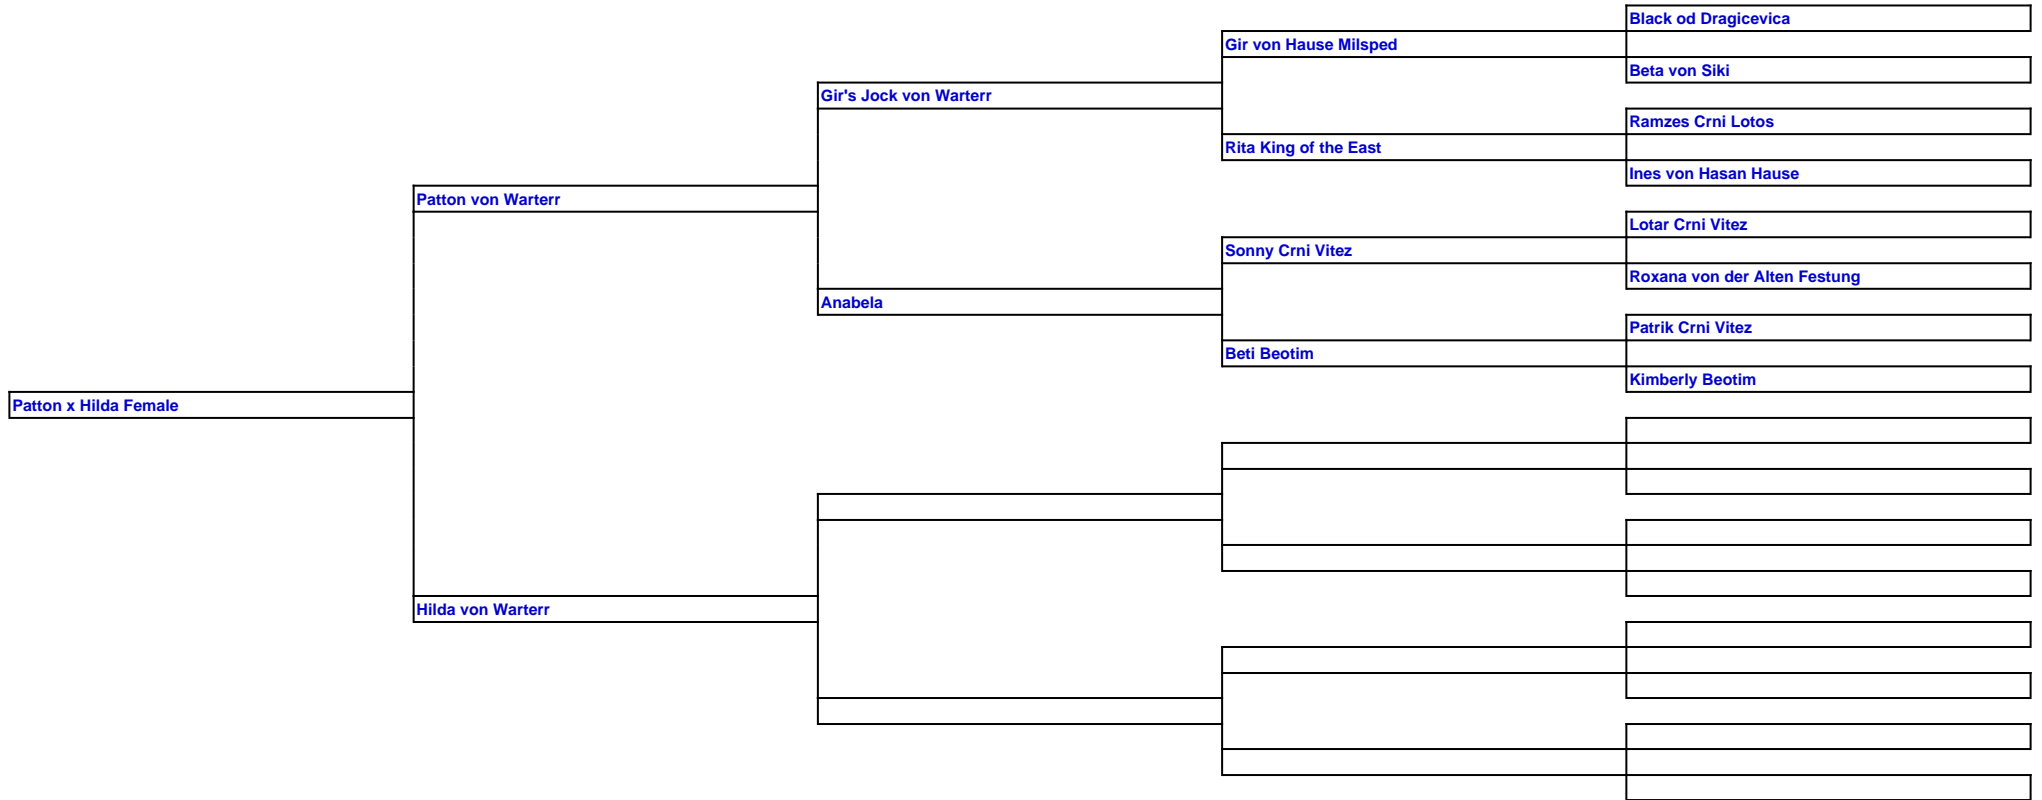 Black od Dragicevica
Gir von Hause Milsped
Beta von Siki
Gir's Jock von Warterr
Ramzes Crni Lotos
Rita King of the East
Ines von Hasan Hause
Patton von Warterr
Lotar Crni Vitez
Sonny Crni Vitez
Roxana von der Alten Festung
Anabela
Patrik Crni Vitez
Beti Beotim
Kimberly Beotim
Patton x Hilda Female
Hilda von Warterr